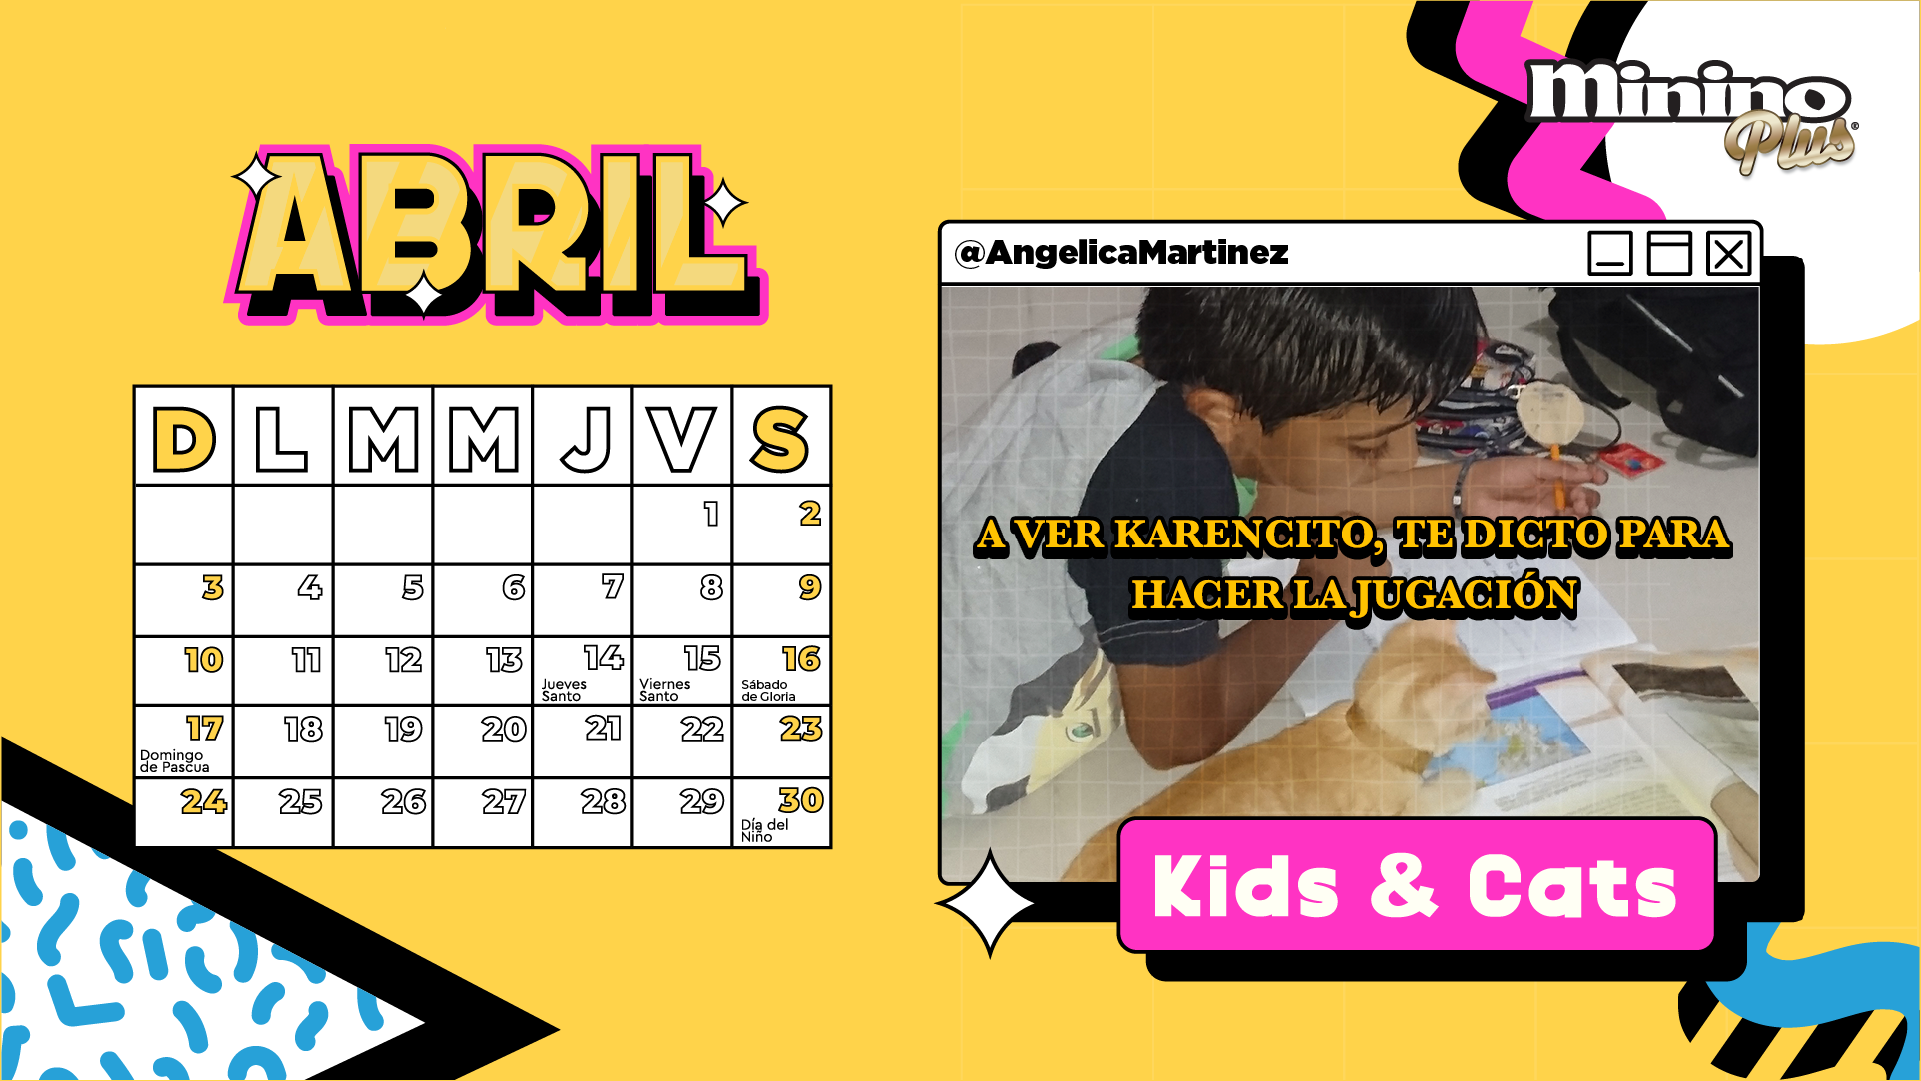 minino
Plus®
ABRIL
@AngelicaMartinez
D L M M J V S
1 2
3 4 5 6 7 8 9
10 11 12 13 14 15 16
Jueves Santo Viernes Santo Sábado de Gloria
17 18 19 20 21 22 23
Domingo de Pascua
24 25 26 27 28 29 30
Día del Niño
A VER KARENCITO, TE DICTO PARA
HACER LA JUGACIÓN
Kids & Cats